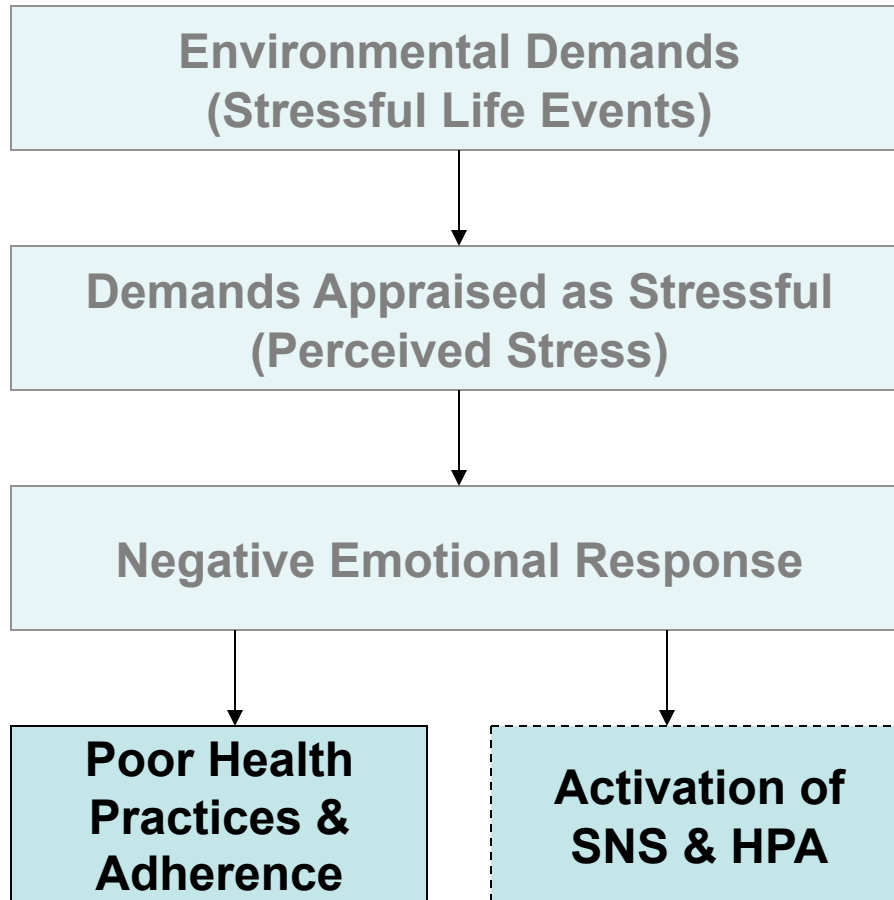 Environmental Demands
(Stressful Life Events)
Demands Appraised as Stressful
(Perceived Stress)
Negative Emotional Response
Poor Health
Practices &
Adherence
Activation of
SNS & HPA